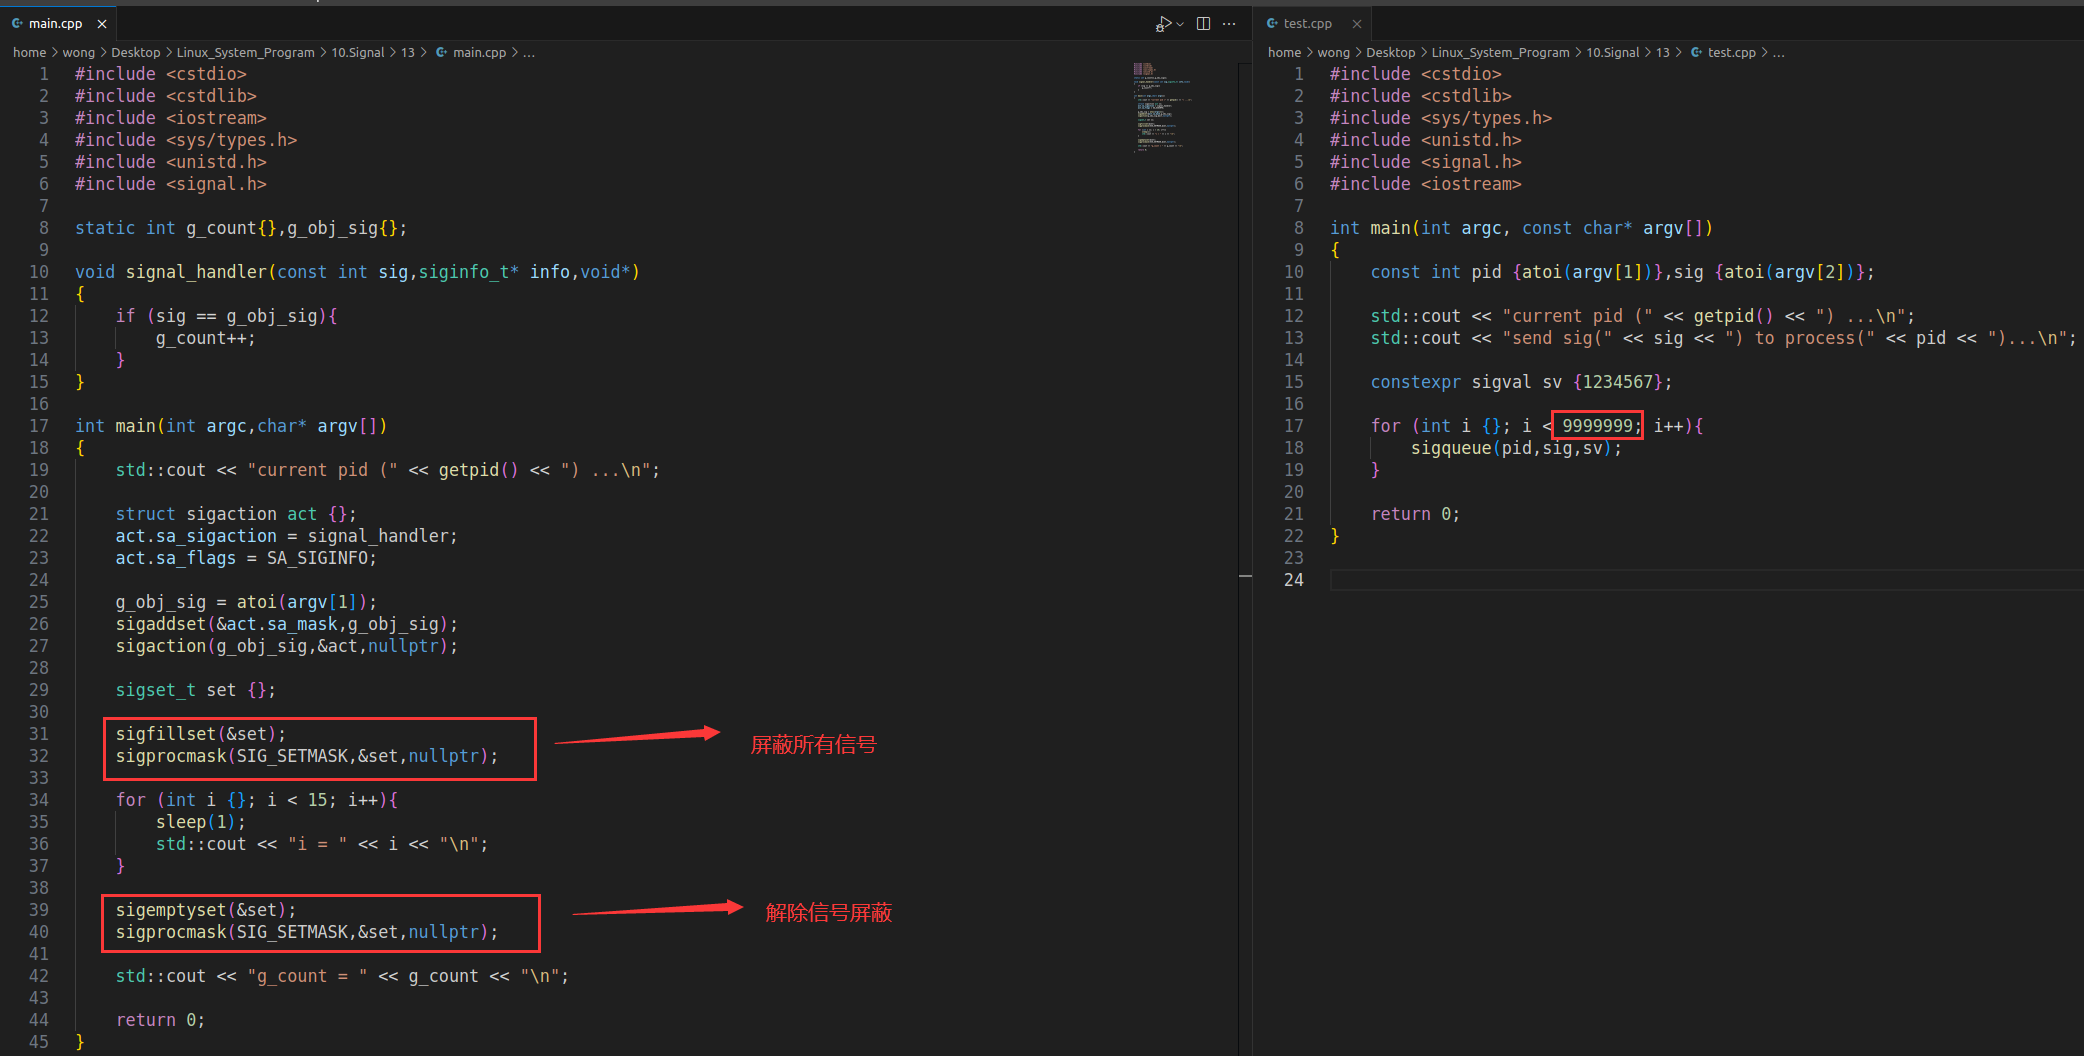 main.cpp
home > wong > Desktop > Linux_System_Program > 10.Signal > 13 > main.cpp > ...
1 #include <cstdio>
2 #include <cstdlib>
3 #include <iostream>
4 #include <sys/types.h>
5 #include <unistd.h>
6 #include <signal.h>
7
8 static int g_count{},g_obj_sig{};
9
10 void signal_handler(const int sig,siginfo_t* info,void*)
11 {
12     if (sig == g_obj_sig){
13         g_count++;
14     }
15 }
16
17 int main(int argc,char* argv[])
18 {
19     std::cout << "current pid (" << getpid() << ") ...\n";
20
21     struct sigaction act {};
22     act.sa_sigaction = signal_handler;
23     act.sa_flags = SA_SIGINFO;
24
25     g_obj_sig = atoi(argv[1]);
26     sigaddset(&act.sa_mask,g_obj_sig);
27     sigaction(g_obj_sig,&act,nullptr);
28
29     sigset_t set {};
30
31     sigfillset(&set);
32     sigprocmask(SIG_SETMASK,&set,nullptr);
屏蔽所有信号
33
34     for (int i {}; i < 15; i++){
35         sleep(1);
36         std::cout << "i = " << i << "\n";
37     }
38
39     sigemptyset(&set);
40     sigprocmask(SIG_SETMASK,&set,nullptr);
解除信号屏蔽
41
42     std::cout << "g_count = " << g_count << "\n";
43
44     return 0;
45 }
test.cpp
home > wong > Desktop > Linux_System_Program > 10.Signal > 13 > test.cpp > ...
1 #include <cstdio>
2 #include <cstdlib>
3 #include <sys/types.h>
4 #include <unistd.h>
5 #include <signal.h>
6 #include <iostream>
7
8 int main(int argc, const char* argv[])
9 {
10     const int pid {atoi(argv[1])},sig {atoi(argv[2])};
11
12     std::cout << "current pid (" << getpid() << ") ...\n";
13     std::cout << "send sig(" << sig << ") to process(" << pid << ")...\n";
14
15     constexpr sigval sv {1234567};
16
17     for (int i {}; i < 9999999; i++){
18         sigqueue(pid,sig,sv);
19     }
20
21     return 0;
22 }
23
24